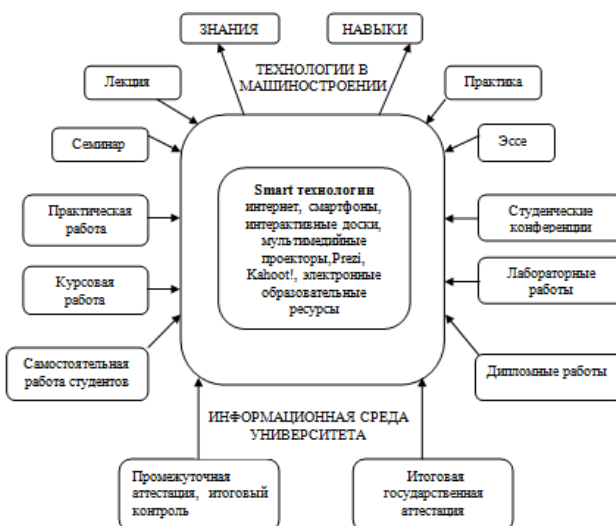 ЗНАНИЯ
НАВЫКИ
ТЕХНОЛОГИИ В
МАШИНОСТРОЕНИИ
Лекция
Практика
Семинар
Эссе
Smart технологии
интернет, смартфоны,
интерактивные доски,
мультимедийные
проекторы,Prezi,
Kahoot!, электронные
образовательные
ресурсы
Практическая
работа
Студенческие
конференции
Курсовая
работа
Лабораторные
работы
Самостоятельная
работа студентов
Дипломные работы
ИНФОРМАЦИОННАЯ СРЕДА
УНИВЕРСИТЕТА
Промежуточная
аттестация, итоговый
контроль
Итоговая
государственная
аттестация